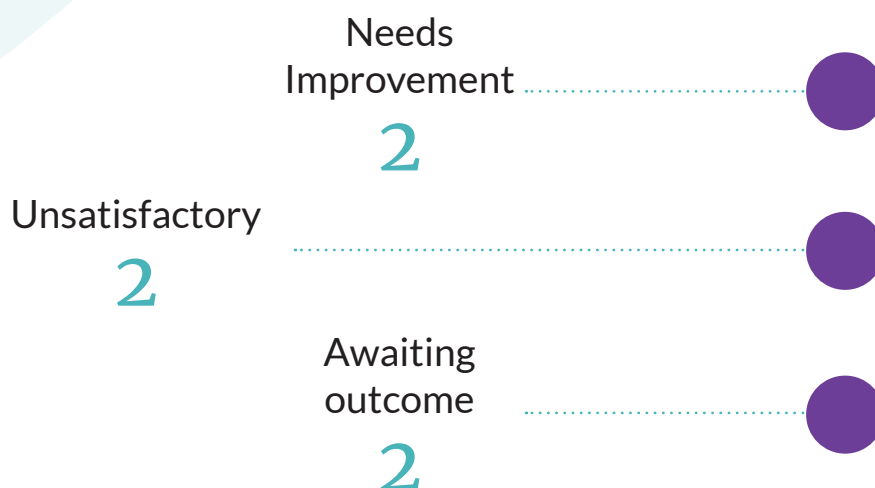 Needs
Improvement
2
Unsatisfactory
2
Awaiting
outcome
2